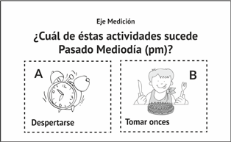 Eje Medición
¿Cuál de éstas actividades sucede
Pasado Mediodía (pm)?
A
B
Despertarse
Tomar onces